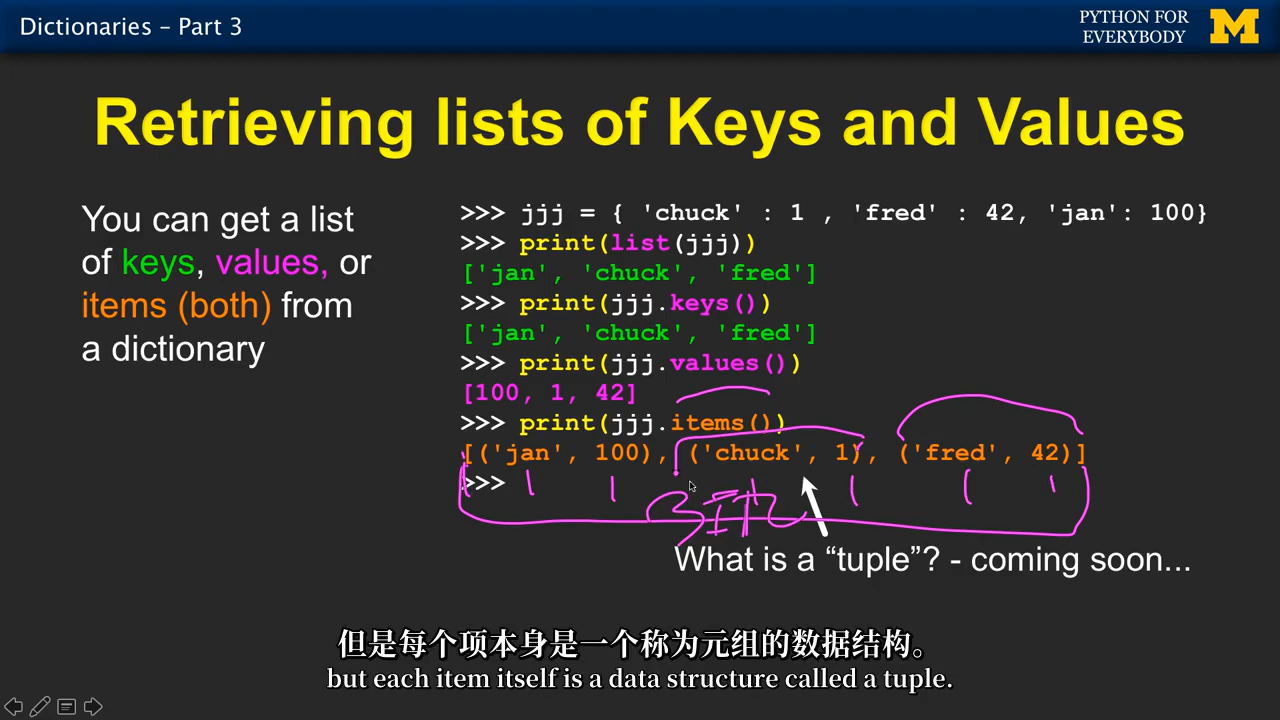 Dictionaries – Part 3
PYTHON FOR
EVERYBODY
M
Retrieving lists of Keys and Values
You can get a list
of keys, values, or
items (both) from
a dictionary
>>> jjj = { 'chuck' : 1 , 'fred' : 42, 'jan': 100}
>>> print(list(jjj))
['jan', 'chuck', 'fred']
>>> print(jjj.keys())
['jan', 'chuck', 'fred']
>>> print(jjj.values())
[100, 1, 42]
>>> print(jjj.items())
[('jan', 100), ('chuck', 1), ('fred', 42)]
>>>
What is a “tuple”? - coming soon...
但是每个项本身是一个称为元组的数据结构。
but each item itself is a data structure called a tuple.